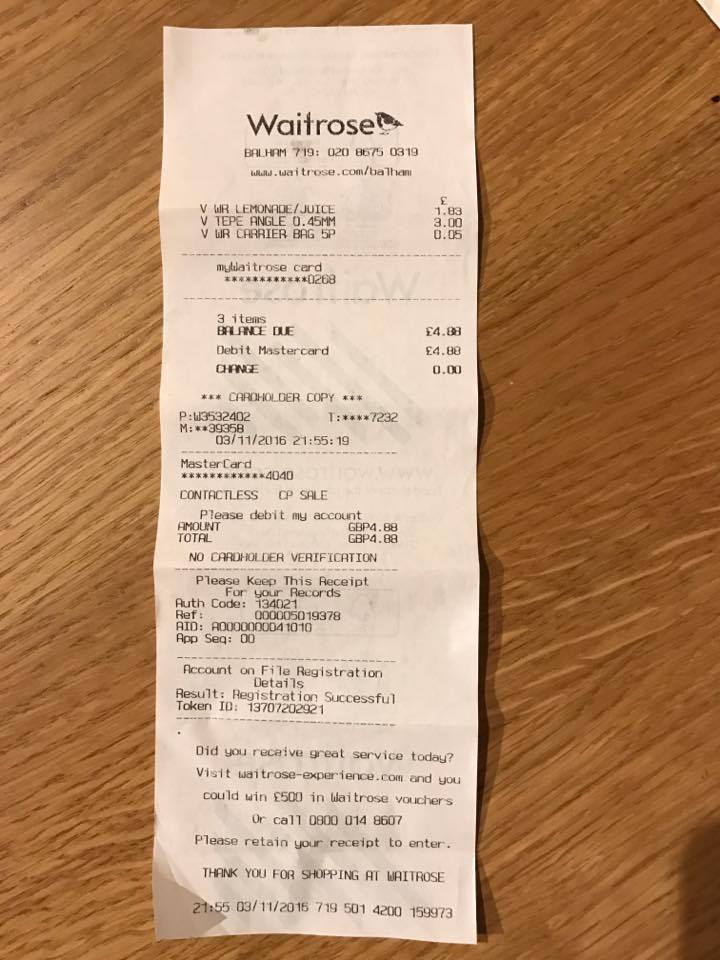 Waitrose
BALHAM 719: 020 8675 0319
www.waitrose.com/balham
£
V WR LEMONADE/JUICE 1.83
V TEPE ANGLE 0.45MM 3.00
V WR CARRIER BAG 5P 0.05
myWaitrose card
************0268
3 items
BALANCE DUE £4.88
Debit Mastercard £4.88
CHANGE 0.00
*** CARDHOLDER COPY ***
P:W3532402 T:****7232
M:**39358
03/11/2016 21:55:19
MasterCard
************4040
CONTACTLESS CP SALE
Please debit my account
AMOUNT GBP4.88
TOTAL GBP4.88
NO CARDHOLDER VERIFICATION
Please Keep This Receipt
For your Records
Auth Code: 134021
Ref: 000005019378
AID: A0000000041010
App Seq: 00
Account on File Registration
Details
Result: Registration Successful
Token ID: 13707202921
Did you receive great service today?
Visit waitrose-experience.com and you
could win £500 in Waitrose vouchers
Or call 0800 014 8607
Please retain your receipt to enter.
THANK YOU FOR SHOPPING AT WAITROSE
21:55 03/11/2016 719 501 4200 159973